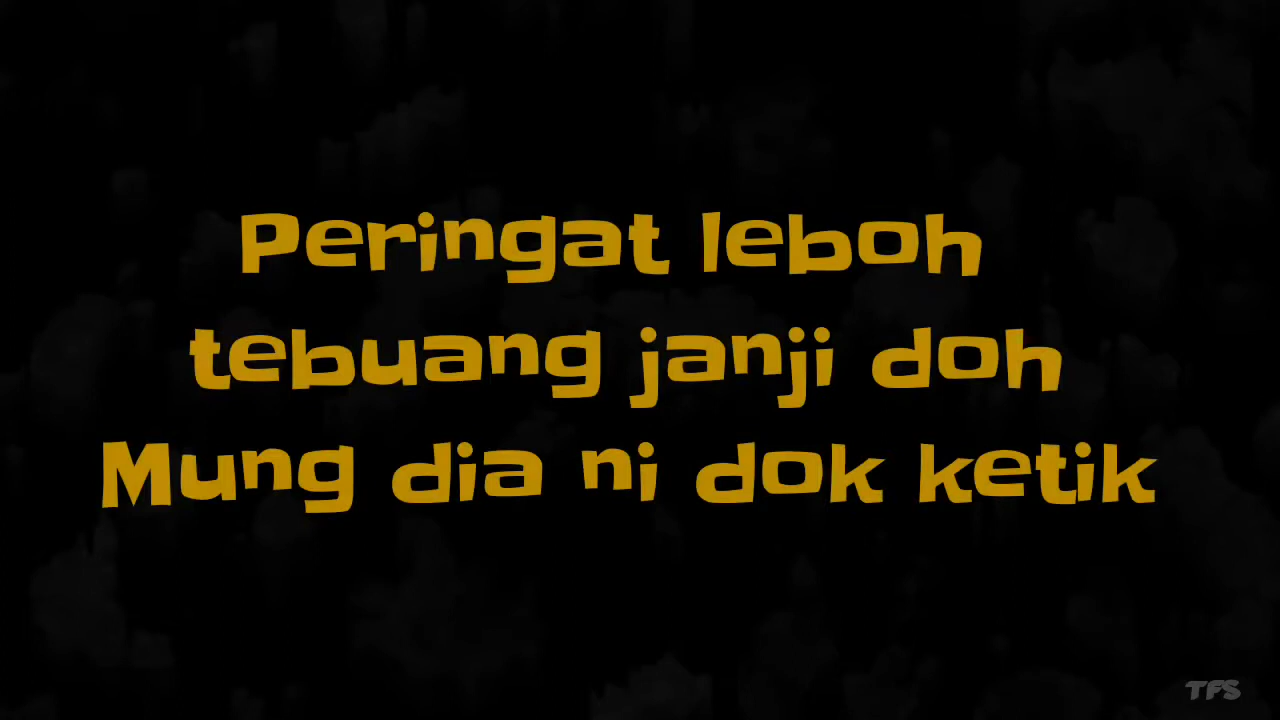 Peringat leboh
tebuang janji doh
Mung dia ni dok ketik
TFS